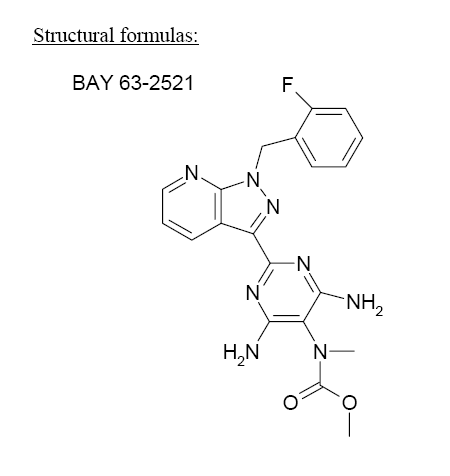 Structural formulas:
BAY 63-2521
F
N
N
N
N
N
NH2
H2N
N
O
O